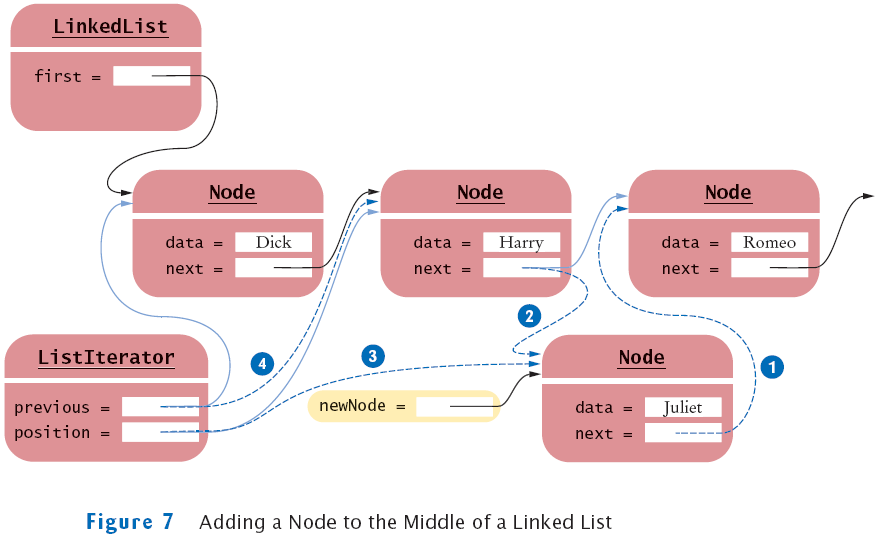 LinkedList
first =
Node
data = Dick
next =
Node
data = Harry
next =
Node
data = Romeo
next =
2
ListIterator
previous =
position =
4
3
newNode =
Node
data = Juliet
next =
1
Figure 7 Adding a Node to the Middle of a Linked List